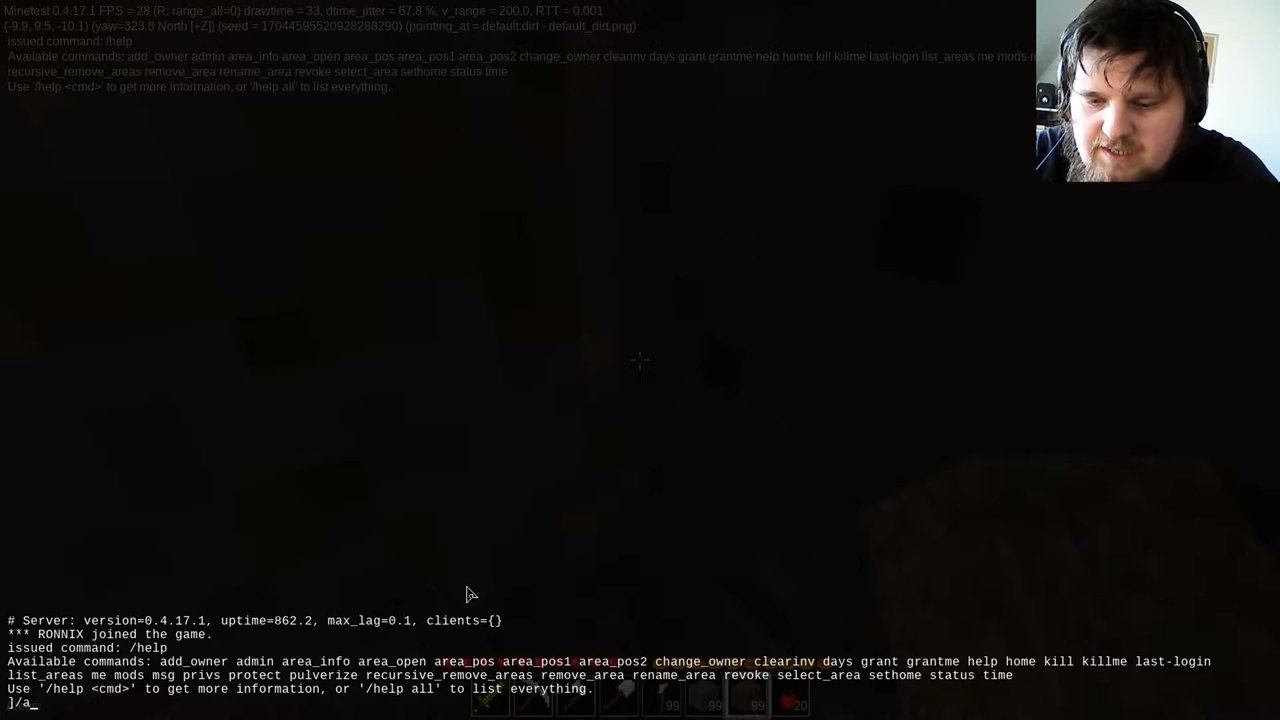 Minetest 0.4.17.1 FPS = 28 (R: range_all=0) drawtime = 33, dtime_jitter = 67.8 %, v_range = 200.0, RTT = 0.001
(-9.9, 9.5, -10.1) (yaw=323.8 North [+Z]) (seed = 17044595520928288290) (pointing_at = default:dirt - default_dirt.png)
issued command: /help
Available commands: add_owner admin area_info area_open area_pos area_pos1 area_pos2 change_owner clearinv days grant grantme help home kill killme last-login list_areas me mods m
recursive_remove_areas remove_area rename_area revoke select_area sethome status time
Use '/help <cmd>' to get more information, or '/help all' to list everything.
# Server: version=0.4.17.1, uptime=862.2, max_lag=0.1, clients={}
*** RONNIX joined the game.
issued command: /help
Available commands: add_owner admin area_info area_open area_pos area_pos1 area_pos2 change_owner clearinv days grant grantme help home kill killme last-login
list_areas me mods msg privs protect pulverize recursive_remove_areas remove_area rename_area revoke select_area sethome status time
Use '/help <cmd>' to get more information, or '/help all' to list everything.
]/a_
99 99 99 20